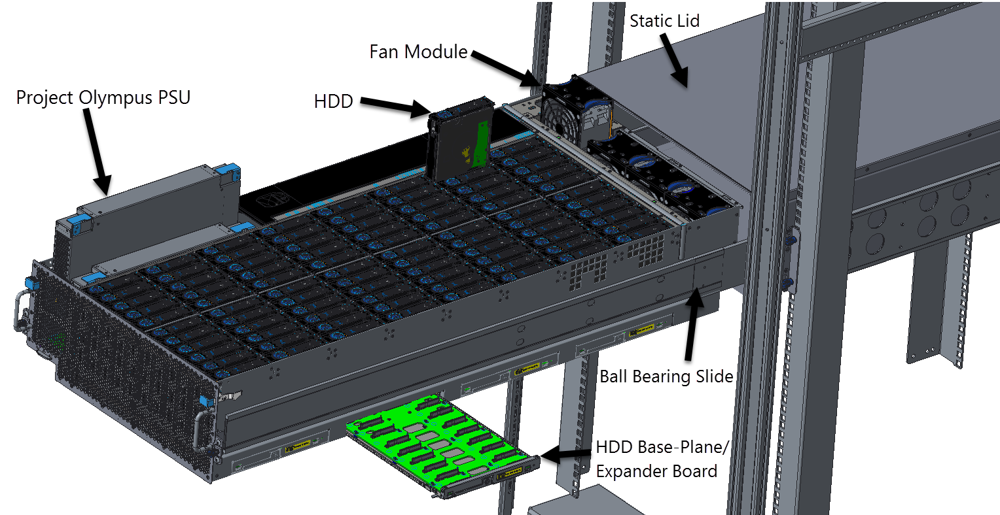 Static Lid
Fan Module
HDD
Project Olympus PSU
Ball Bearing Slide
HDD Base-Plane/
Expander Board